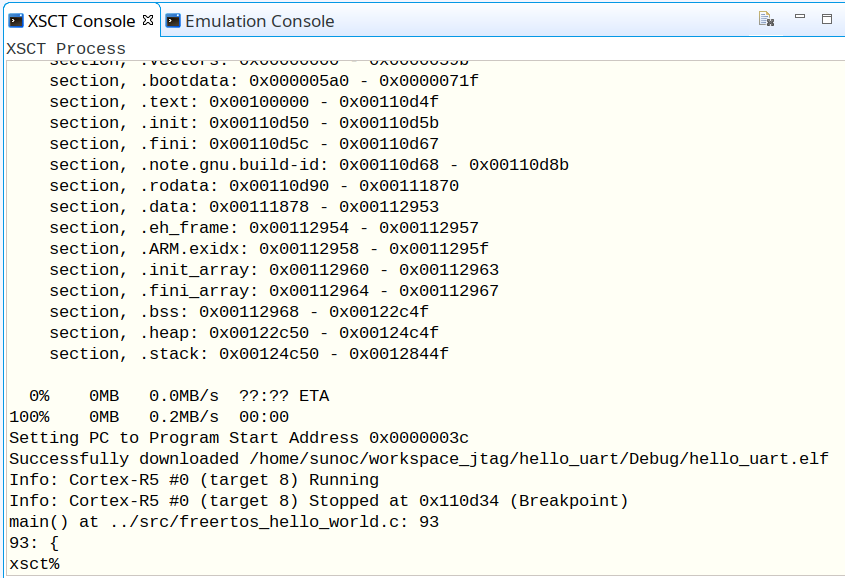 XSCT Console
Emulation Console
XSCT Process
section, .vectors: 0x00000000 - 0x0000059b
section, .bootdata: 0x000005a0 - 0x0000071f
section, .text: 0x00100000 - 0x00110d4f
section, .init: 0x00110d50 - 0x00110d5b
section, .fini: 0x00110d5c - 0x00110d67
section, .note.gnu.build-id: 0x00110d68 - 0x00110d8b
section, .rodata: 0x00110d90 - 0x00111870
section, .data: 0x00111878 - 0x00112953
section, .eh_frame: 0x00112954 - 0x00112957
section, .ARM.exidx: 0x00112958 - 0x0011295f
section, .init_array: 0x00112960 - 0x00112963
section, .fini_array: 0x00112964 - 0x00112967
section, .bss: 0x00112968 - 0x00122c4f
section, .heap: 0x00122c50 - 0x00124c4f
section, .stack: 0x00124c50 - 0x0012844f
0% 0MB 0.0MB/s ??:?? ETA
100% 0MB 0.2MB/s 00:00
Setting PC to Program Start Address 0x0000003c
Successfully downloaded /home/sunoc/workspace_jtag/hello_uart/Debug/hello_uart.elf
Info: Cortex-R5 #0 (target 8) Running
Info: Cortex-R5 #0 (target 8) Stopped at 0x110d34 (Breakpoint)
main() at ../src/freertos_hello_world.c: 93
93: {
xsct%